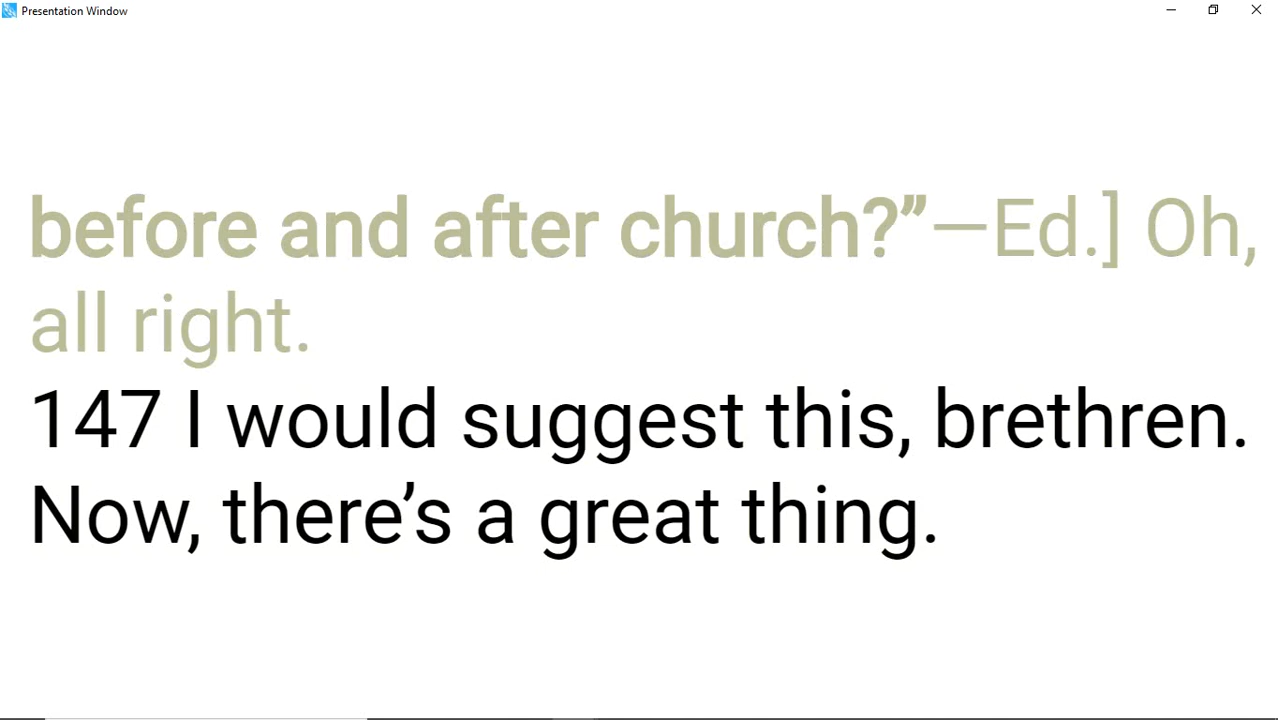 Presentation Window
before and after church?”—Ed.] Oh,
all right.
147 I would suggest this, brethren.
Now, there’s a great thing.